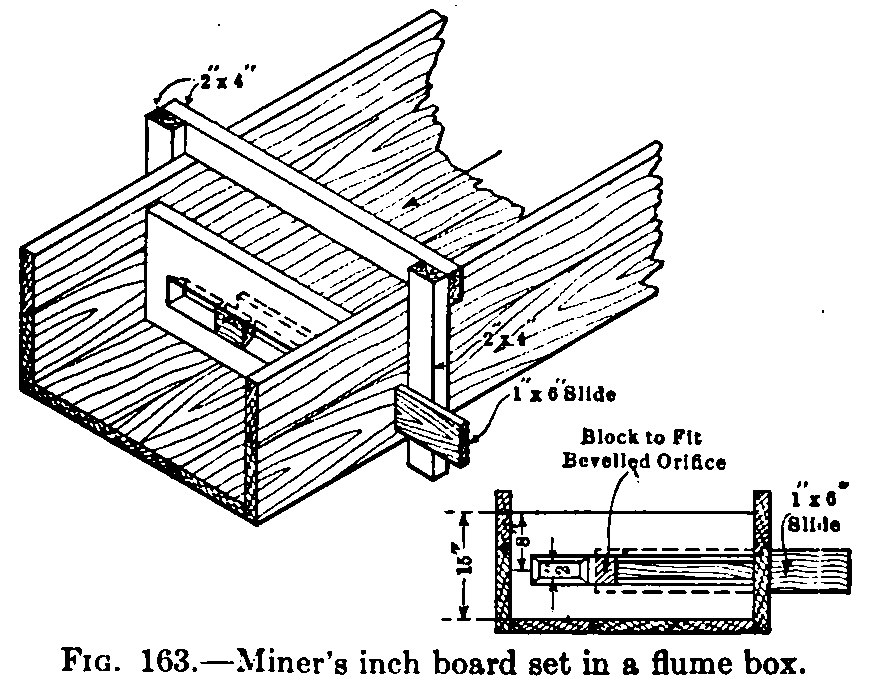 2" x 4"
2" x 4"
1" x 6" Slide
Block to Fit
Bevelled Orifice
1" x 6"
Slide
15"
8"
2"
FIG. 163.—Miner's inch board set in a flume box.